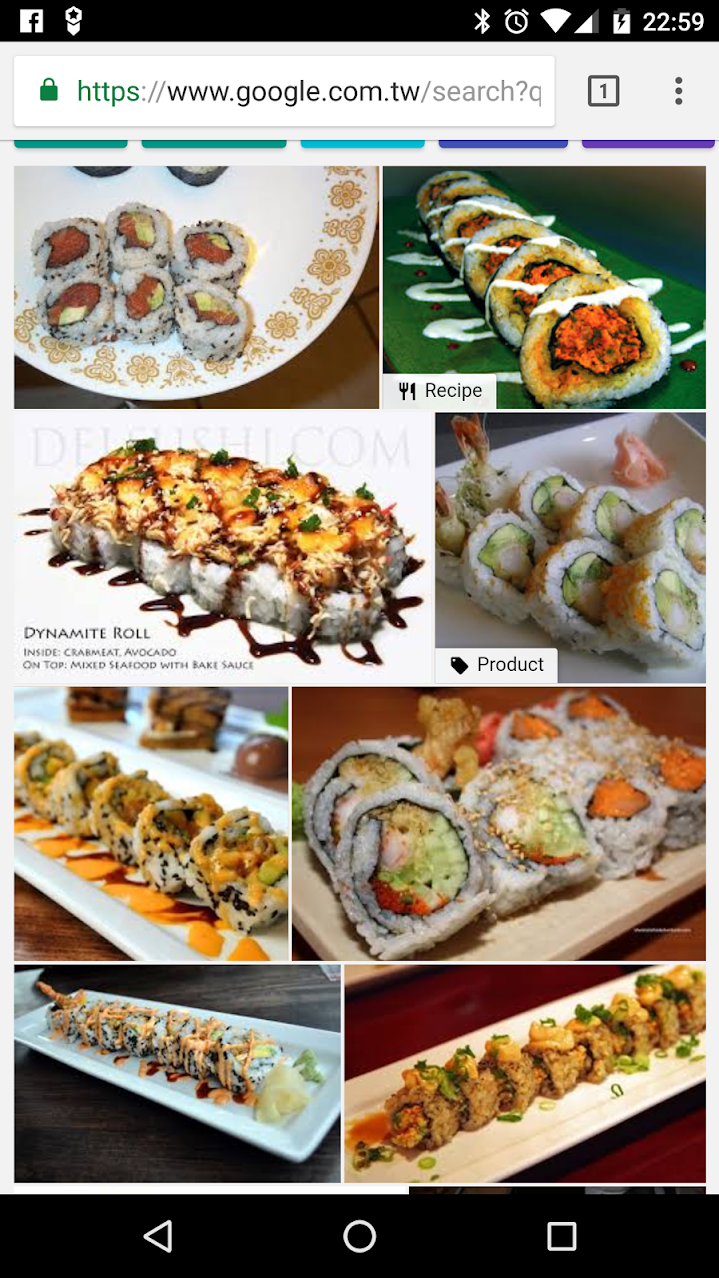 22:59
https://www.google.com.tw/search?q
1
Recipe
DELSUSHI.COM
DYNAMITE ROLL
INSIDE: CRABMEAT, AVOCADO
ON TOP: MIXED SEAFOOD WITH BAKE SAUCE
Product